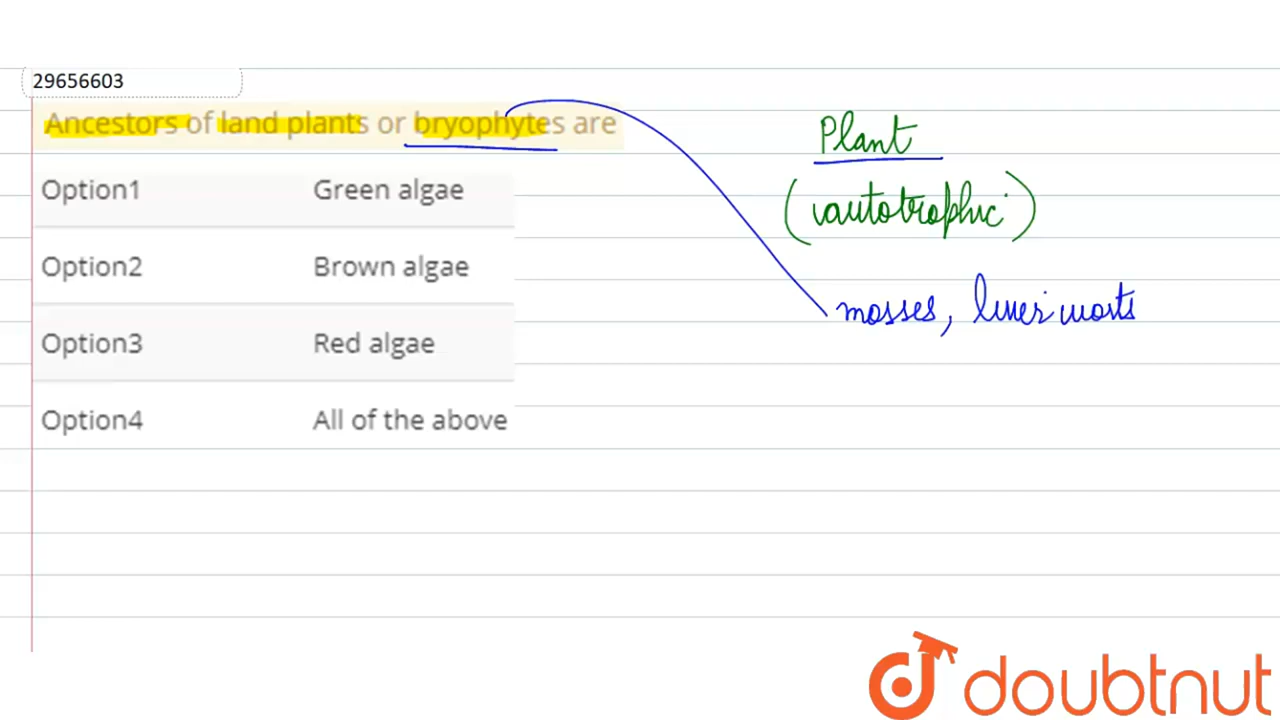 29656603
Ancestors of land plants or bryophytes are
Option1 Green algae
Option2 Brown algae
Option3 Red algae
Option4 All of the above
Plant
(autotrophic)
mosses, liverworts
doubtnut